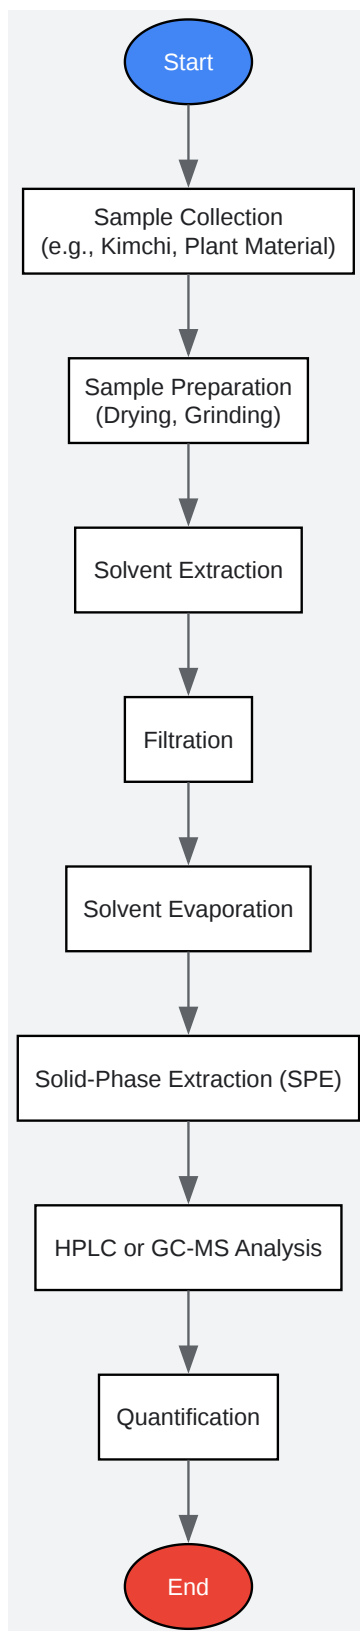 Start
Sample Collection
(e.g., Kimchi, Plant Material)
Sample Preparation
(Drying, Grinding)
Solvent Extraction
Filtration
Solvent Evaporation
Solid-Phase Extraction (SPE)
HPLC or GC-MS Analysis
Quantification
End